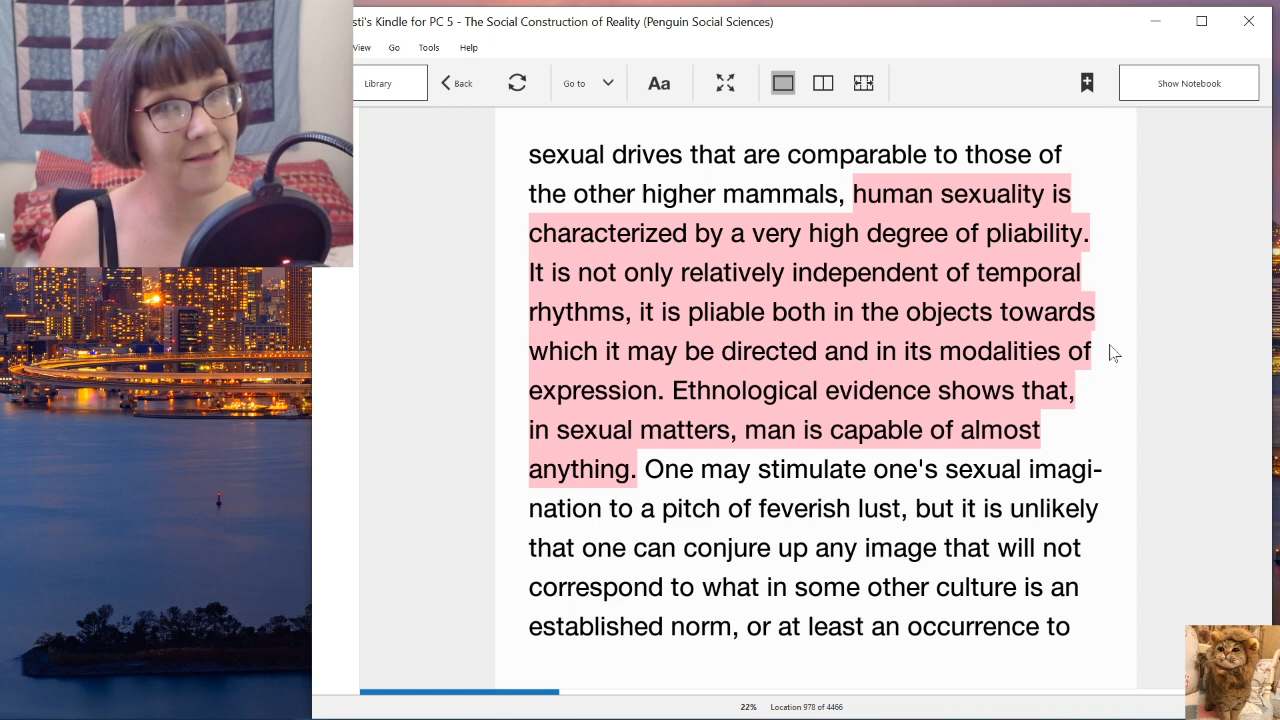 sti's Kindle for PC 5 - The Social Construction of Reality (Penguin Social Sciences)
View Go Tools Help
Library Back Go to Aa Show Notebook
sexual drives that are comparable to those of
the other higher mammals, human sexuality is
characterized by a very high degree of pliability.
It is not only relatively independent of temporal
rhythms, it is pliable both in the objects towards
which it may be directed and in its modalities of
expression. Ethnological evidence shows that,
in sexual matters, man is capable of almost
anything. One may stimulate one's sexual imagi-
nation to a pitch of feverish lust, but it is unlikely
that one can conjure up any image that will not
correspond to what in some other culture is an
established norm, or at least an occurrence to
22% Location 978 of 4466